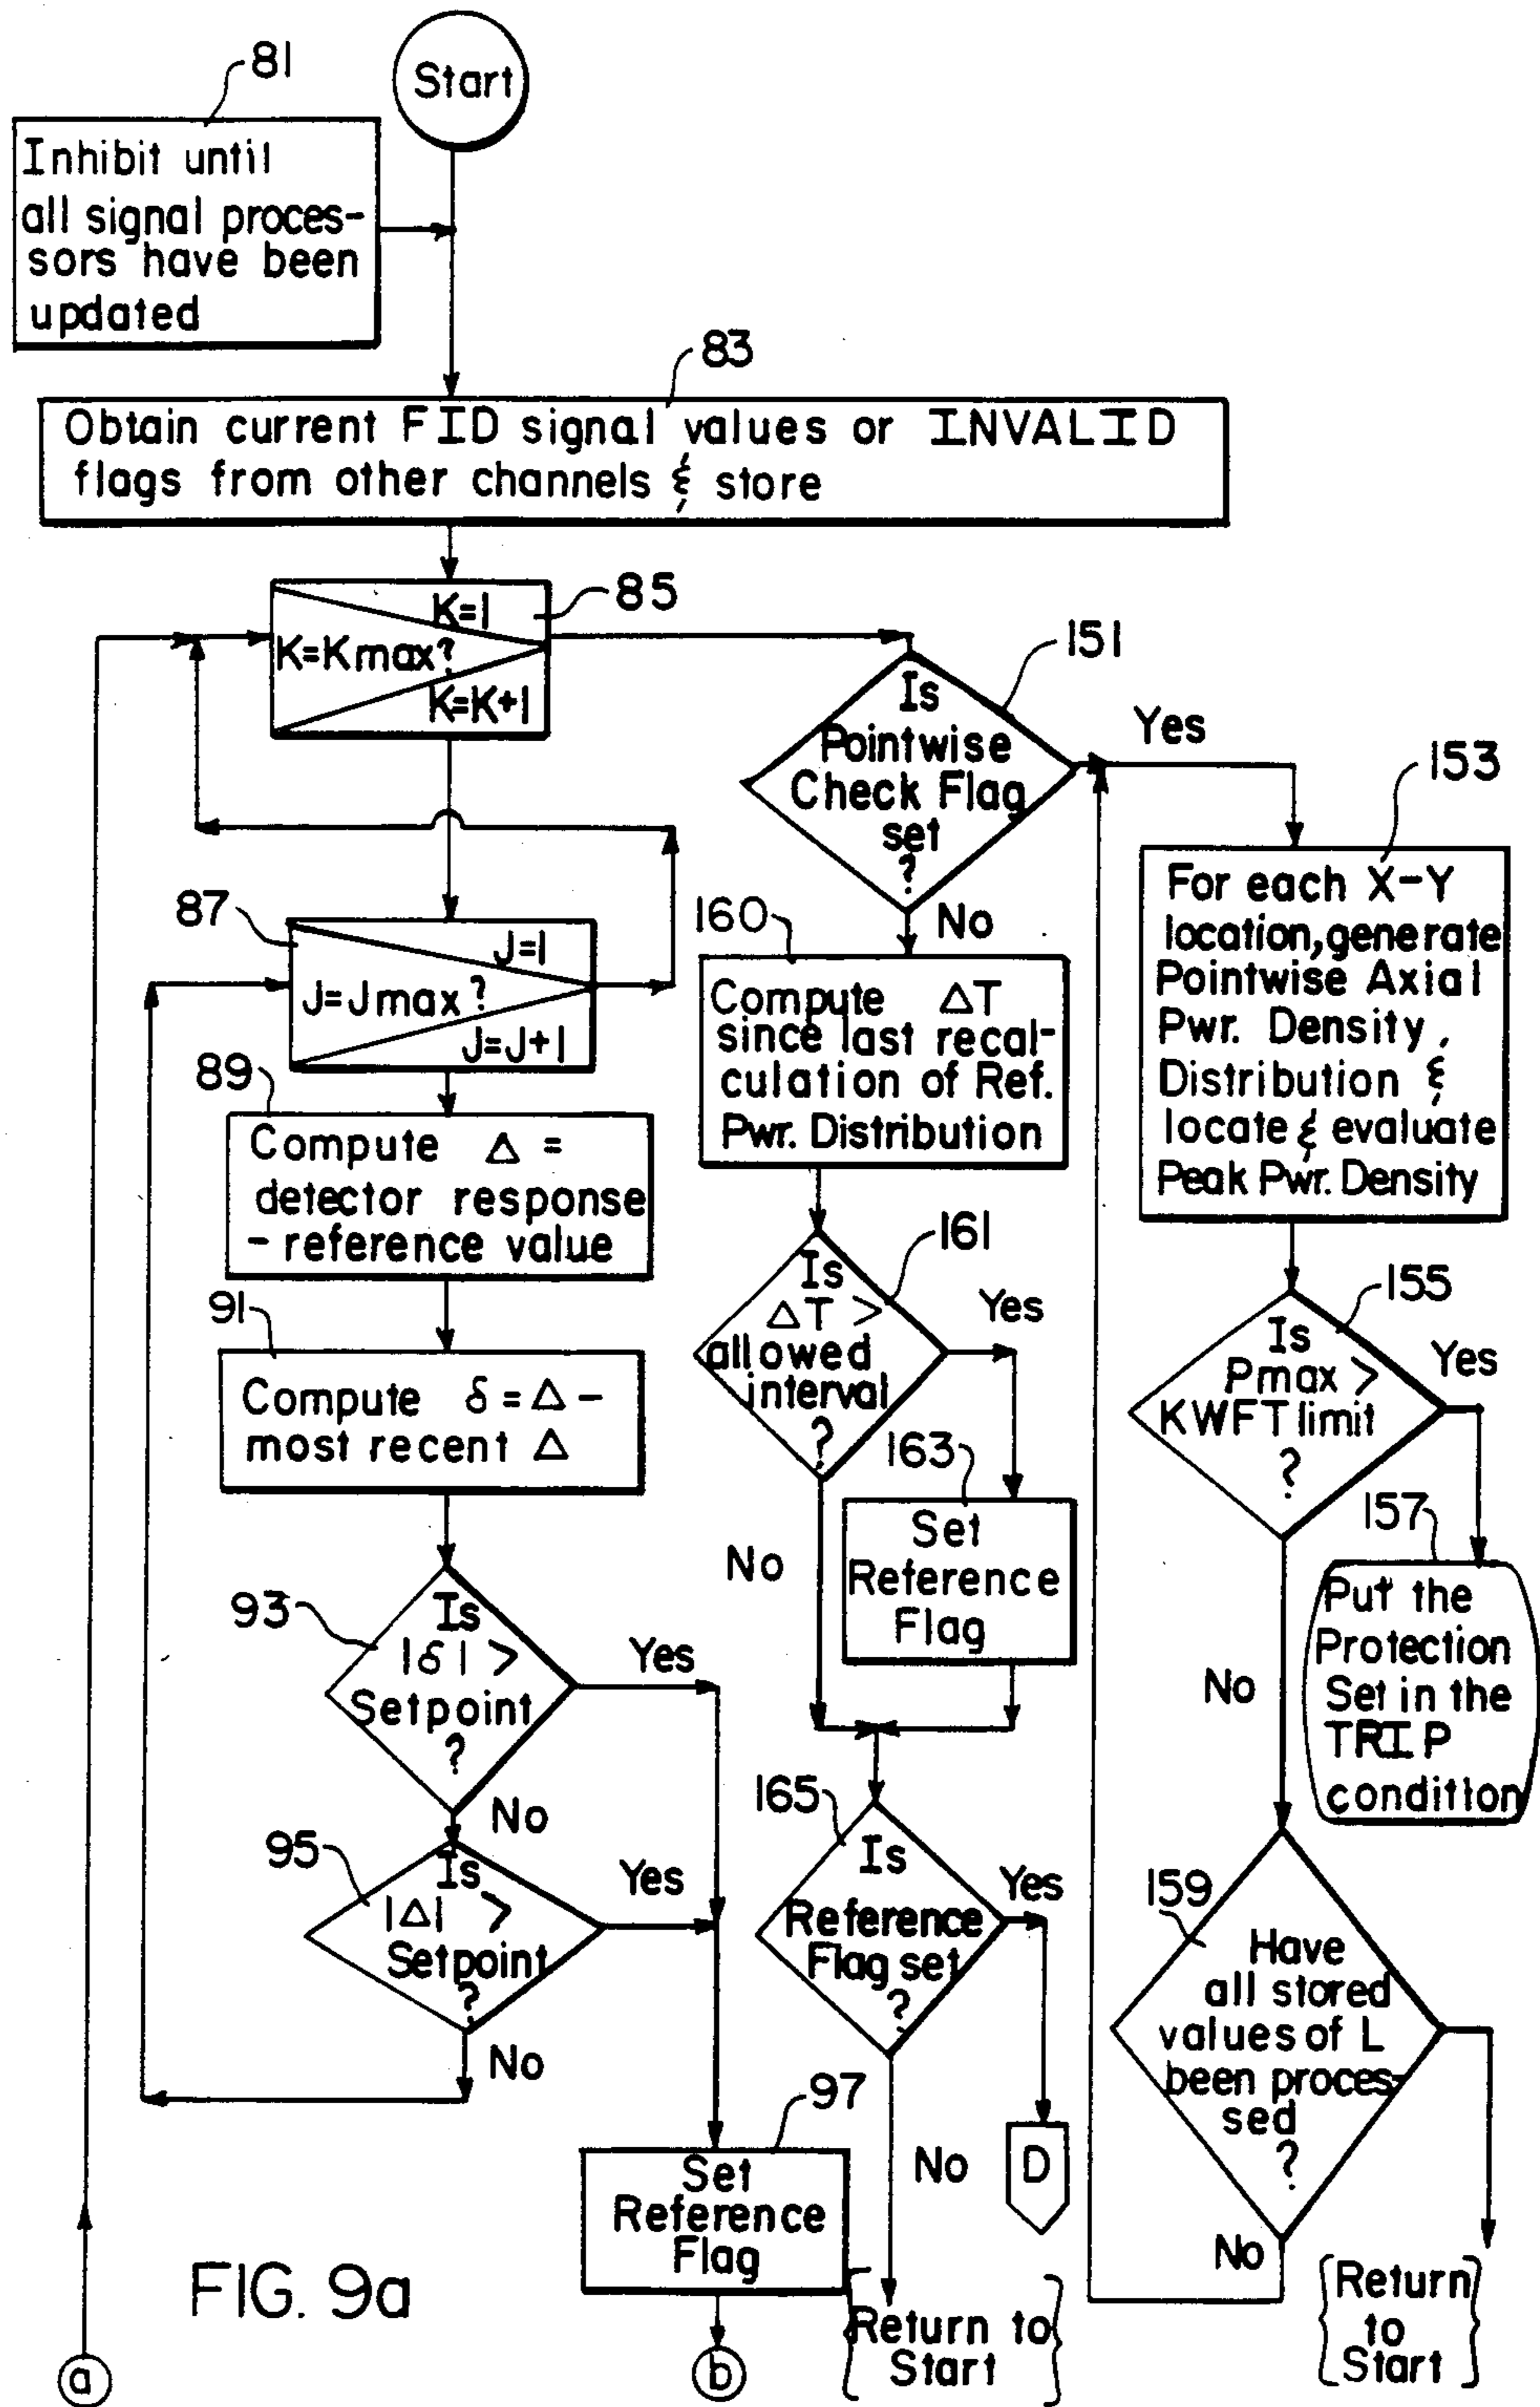 Start
81
Inhibit until
all signal proces-
sors have been
updated
83
Obtain current FID signal values or INVALID
flags from other channels & store
85
K=1
K=Kmax?
K=K+1
87
J=1
J=Jmax?
J=J+1
89
Compute Δ =
detector response
- reference value
91
Compute δ = Δ -
most recent Δ
93
Is
|δ| >
Setpoint
?
Yes
No
95
Is
|Δ| >
Setpoint
?
Yes
No
97
Set
Reference
Flag
b
a
151
Is
Pointwise
Check Flag
set
?
Yes
No
160
Compute ΔT
since last recal-
culation of Ref.
Pwr. Distribution
161
Is
ΔT >
allowed
interval
?
Yes
No
163
Set
Reference
Flag
165
Is
Reference
Flag set
?
Yes
No
D
{Return to
Start}
153
For each X-Y
location, generate
Pointwise Axial
Pwr. Density
Distribution &
locate & evaluate
Peak Pwr. Density
155
Is
Pmax >
KWFT limit
?
Yes
No
157
Put the
Protection
Set in the
TRIP
condition
159
Have
all stored
values of L
been proces-
sed
?
No
{Return
to
Start}
FIG. 9a